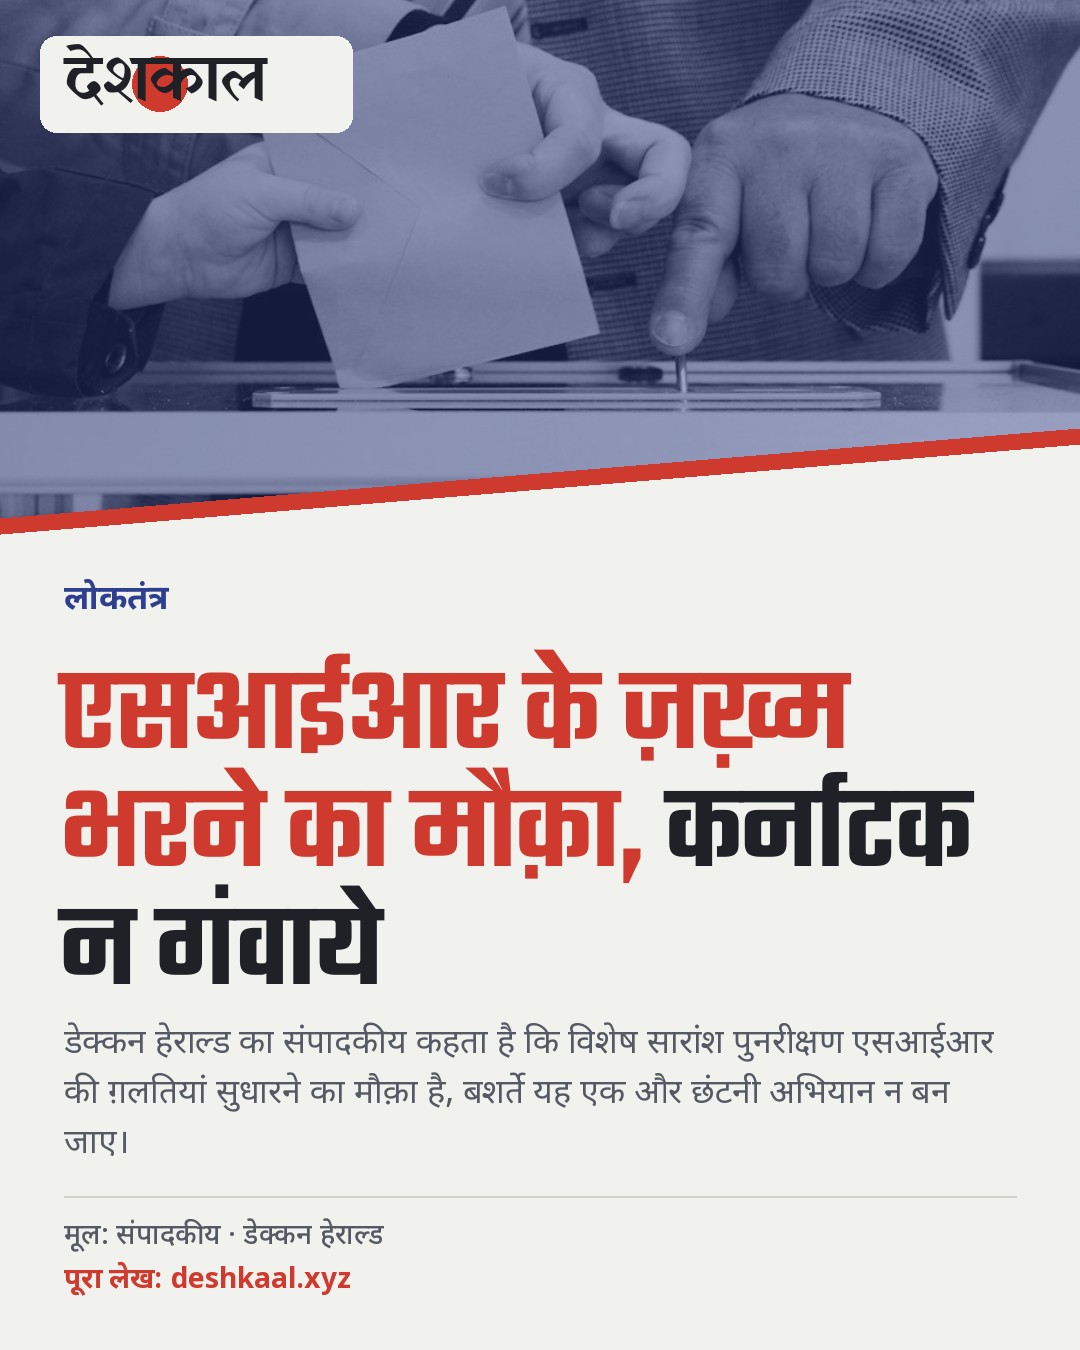 देशकाल
लोकतंत्र
एसआईआर के ज़ख़्म
भरने का मौक़ा, कर्नाटक
न गंवाये
डेक्कन हेराल्ड का संपादकीय कहता है कि विशेष सारांश पुनरीक्षण एसआईआर
की ग़लतियां सुधारने का मौक़ा है, बशर्ते यह एक और छंटनी अभियान न बन
जाए।
मूल: संपादकीय · डेक्कन हेराल्ड
पूरा लेख: deshkaal.xyz